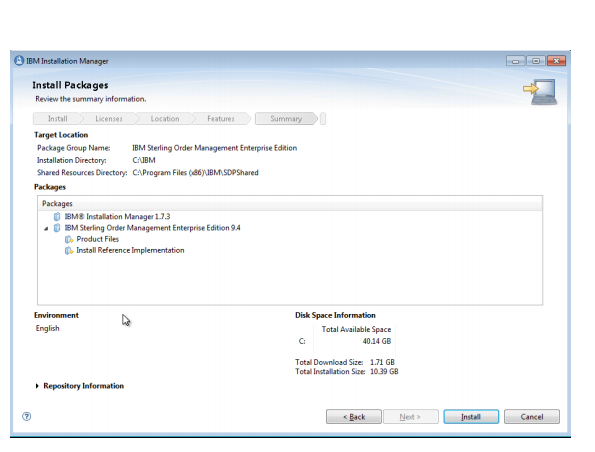 IBM Installation Manager
Install Packages
Review the summary information.
Install Licenses Location Features Summary
Target Location
Package Group Name: IBM Sterling Order Management Enterprise Edition
Installation Directory: C:\IBM
Shared Resources Directory: C:\Program Files (x86)\IBM\SDPShared
Packages
Packages
IBM® Installation Manager 1.7.3
IBM Sterling Order Management Enterprise Edition 9.4
Product Files
Install Reference Implementation
Environment
English
Disk Space Information
Total Available Space
C: 40.14 GB
Total Download Size: 1.71 GB
Total Installation Size: 10.39 GB
Repository Information
? < Back Next > Install Cancel